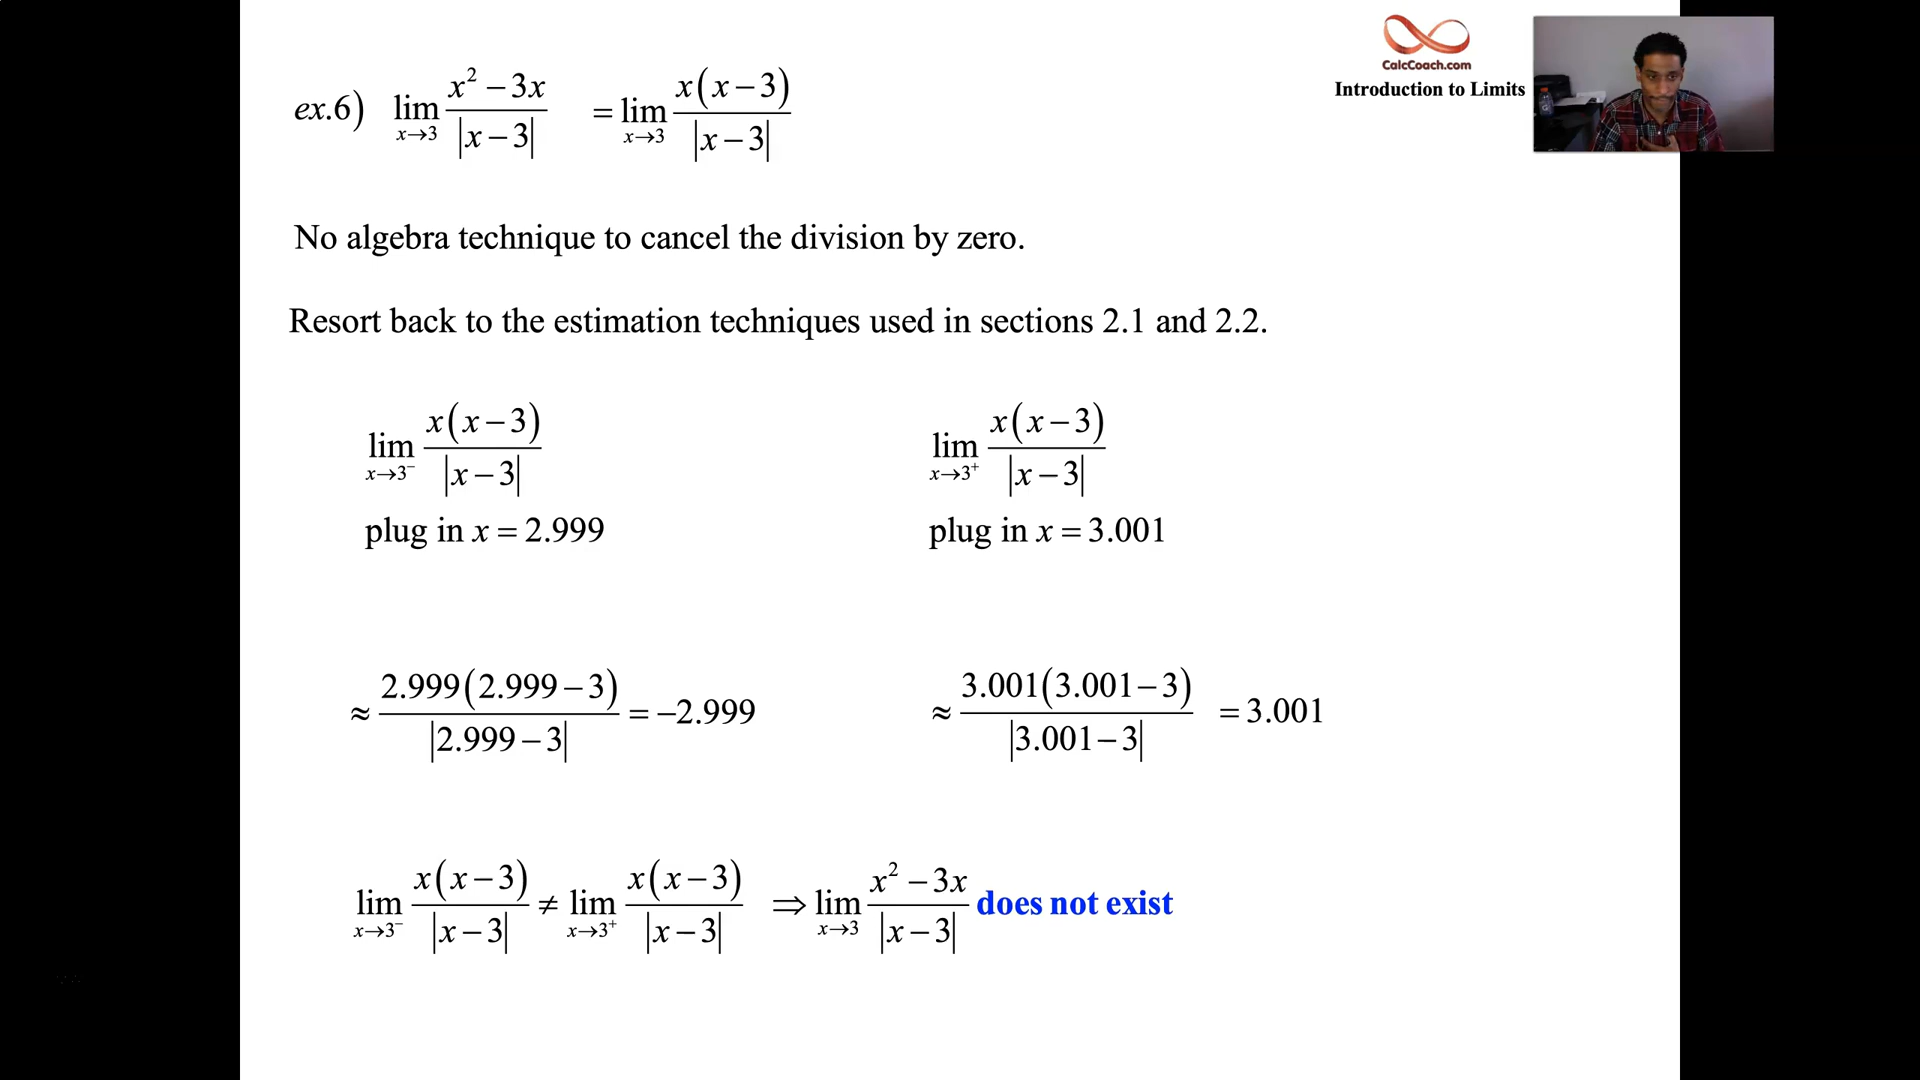 CalcCoach.com
Introduction to Limits
ex.6) lim x→3 (x² − 3x)/|x − 3| = lim x→3 x(x − 3)/|x − 3|
No algebra technique to cancel the division by zero.
Resort back to the estimation techniques used in sections 2.1 and 2.2.
lim x→3⁻ x(x − 3)/|x − 3|
plug in x = 2.999
lim x→3⁺ x(x − 3)/|x − 3|
plug in x = 3.001
≈ 2.999(2.999 − 3)/|2.999 − 3| = −2.999
≈ 3.001(3.001 − 3)/|3.001 − 3| = 3.001
lim x→3⁻ x(x − 3)/|x − 3| ≠ lim x→3⁺ x(x − 3)/|x − 3| ⇒ lim x→3 (x² − 3x)/|x − 3| does not exist